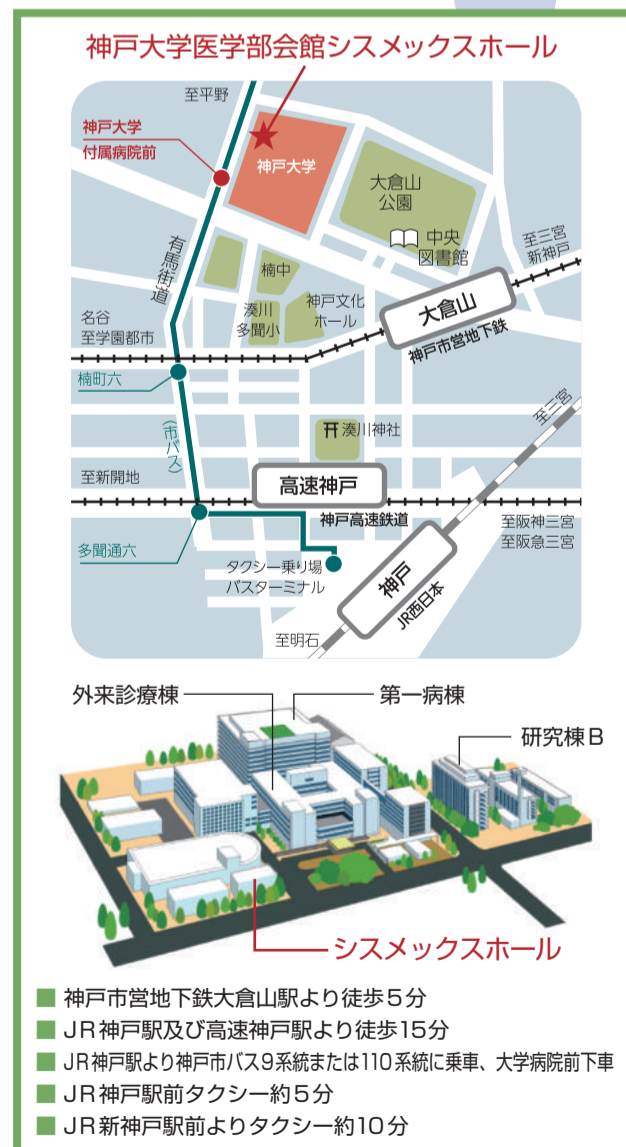 神戸大学医学部会館シスメックスホール
至平野
神戸大学
付属病院前
神戸大学
大倉山
公園
中央
図書館
至三宮
新神戸
有馬街道
楠中
湊川
多聞小
神戸文化
ホール
大倉山
神戸市営地下鉄
名谷
至学園都市
楠町六
(市バス)
湊川神社
至三宮
至新開地
高速神戸
神戸高速鉄道
至阪神三宮
至阪急三宮
多聞通六
タクシー乗り場
バスターミナル
神戸
JR西日本
至明石
外来診療棟
第一病棟
研究棟B
シスメックスホール
■ 神戸市営地下鉄大倉山駅より徒歩5分
■ JR神戸駅及び高速神戸駅より徒歩15分
■ JR神戸駅より神戸市バス9系統または110系統に乗車、大学病院前下車
■ JR神戸駅前タクシー約5分
■ JR新神戸駅前よりタクシー約10分